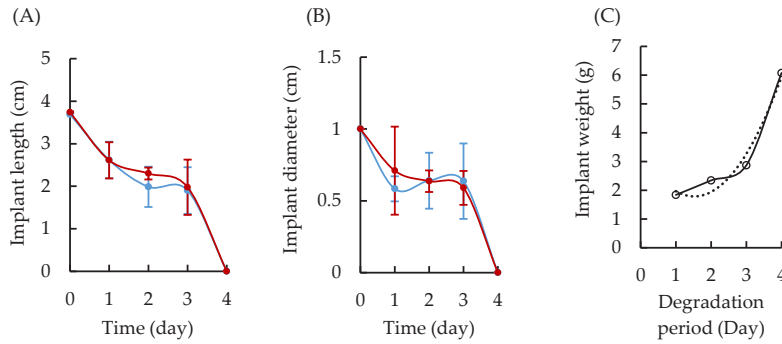 (A)
Implant length (cm)
5
4
3
2
1
0
0 1 2 3 4
Time (day)
(B)
Implant diameter (cm)
1.5
1
0.5
0
0 1 2 3 4
Time (day)
(C)
Implant weight (g)
7
6
5
4
3
2
1
0
0 1 2 3 4
Degradation
period (Day)